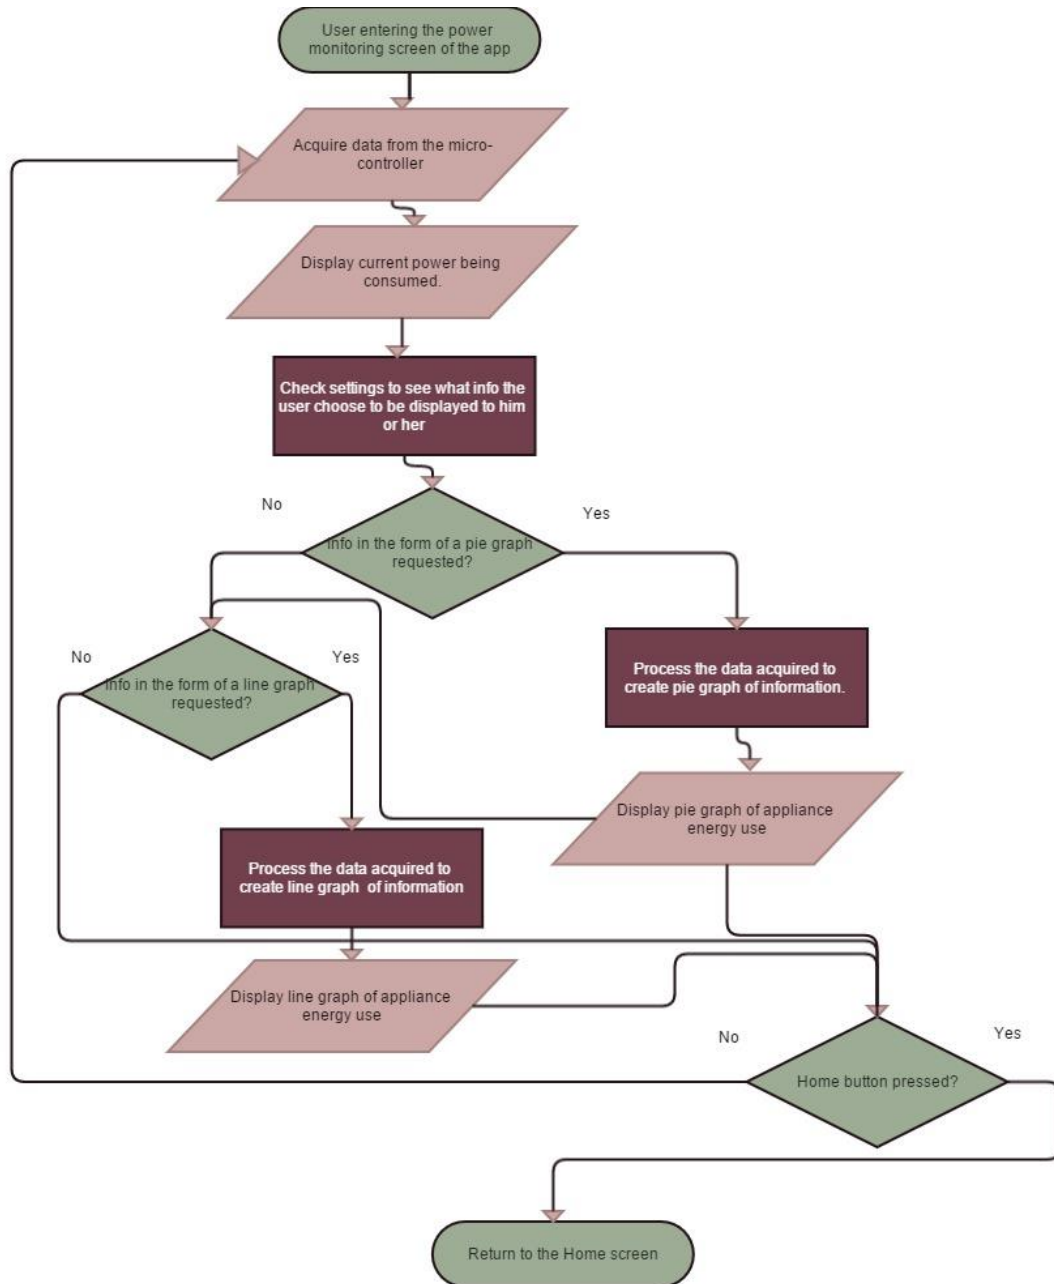 User entering the power
monitoring screen of the app
Acquire data from the micro-
controller
Display current power being
consumed.
Check settings to see what info the
user choose to be displayed to him
or her
No
Yes
Info in the form of a pie graph
requested?
No
Yes
Info in the form of a line graph
requested?
Process the data acquired to
create pie graph of information.
Display pie graph of appliance
energy use
Process the data acquired to
create line graph of information
Display line graph of appliance
energy use
No
Yes
Home button pressed?
Return to the Home screen